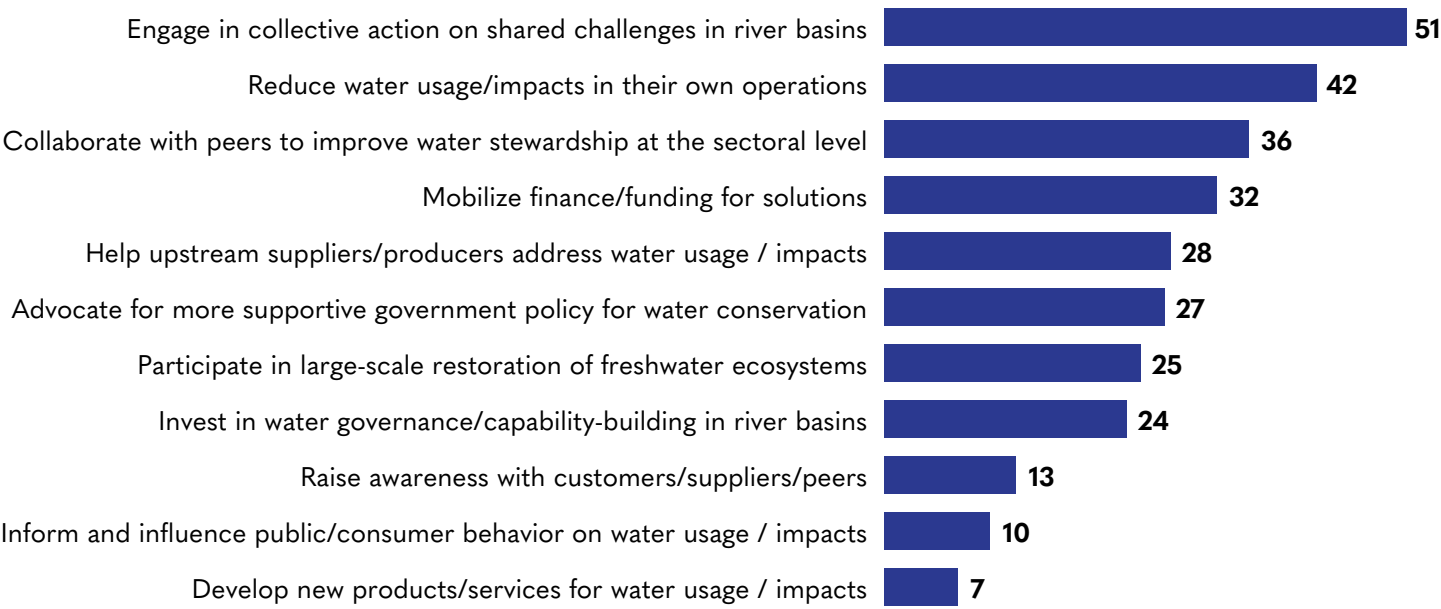 Engage in collective action on shared challenges in river basins 51
Reduce water usage/impacts in their own operations 42
Collaborate with peers to improve water stewardship at the sectoral level 36
Mobilize finance/funding for solutions 32
Help upstream suppliers/producers address water usage / impacts 28
Advocate for more supportive government policy for water conservation 27
Participate in large-scale restoration of freshwater ecosystems 25
Invest in water governance/capability-building in river basins 24
Raise awareness with customers/suppliers/peers 13
Inform and influence public/consumer behavior on water usage / impacts 10
Develop new products/services for water usage / impacts 7